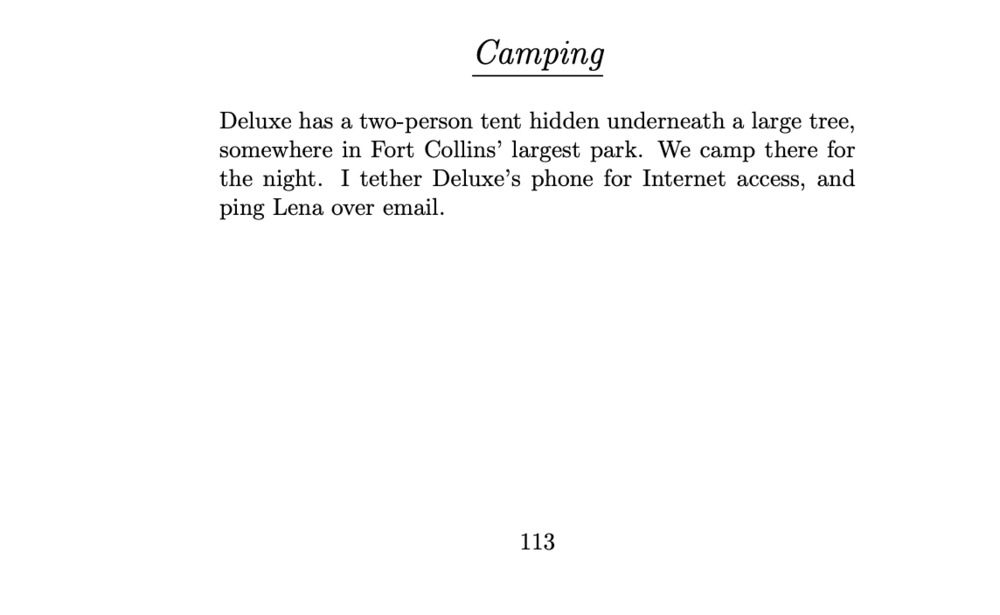 Camping
Deluxe has a two-person tent hidden underneath a large tree,
somewhere in Fort Collins’ largest park. We camp there for
the night. I tether Deluxe’s phone for Internet access, and
ping Lena over email.
113